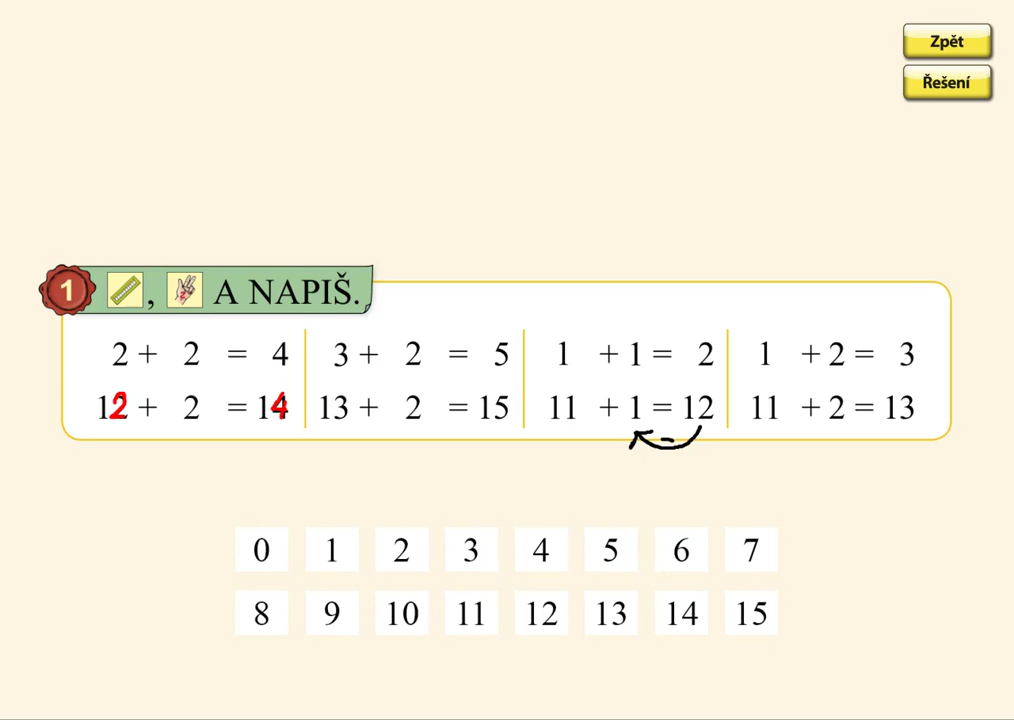 Zpět
Řešení
1 , A NAPIŠ.
2 + 2 = 4 3 + 2 = 5 1 + 1 = 2 1 + 2 = 3
12 + 2 = 14 13 + 2 = 15 11 + 1 = 12 11 + 2 = 13
0 1 2 3 4 5 6 7
8 9 10 11 12 13 14 15